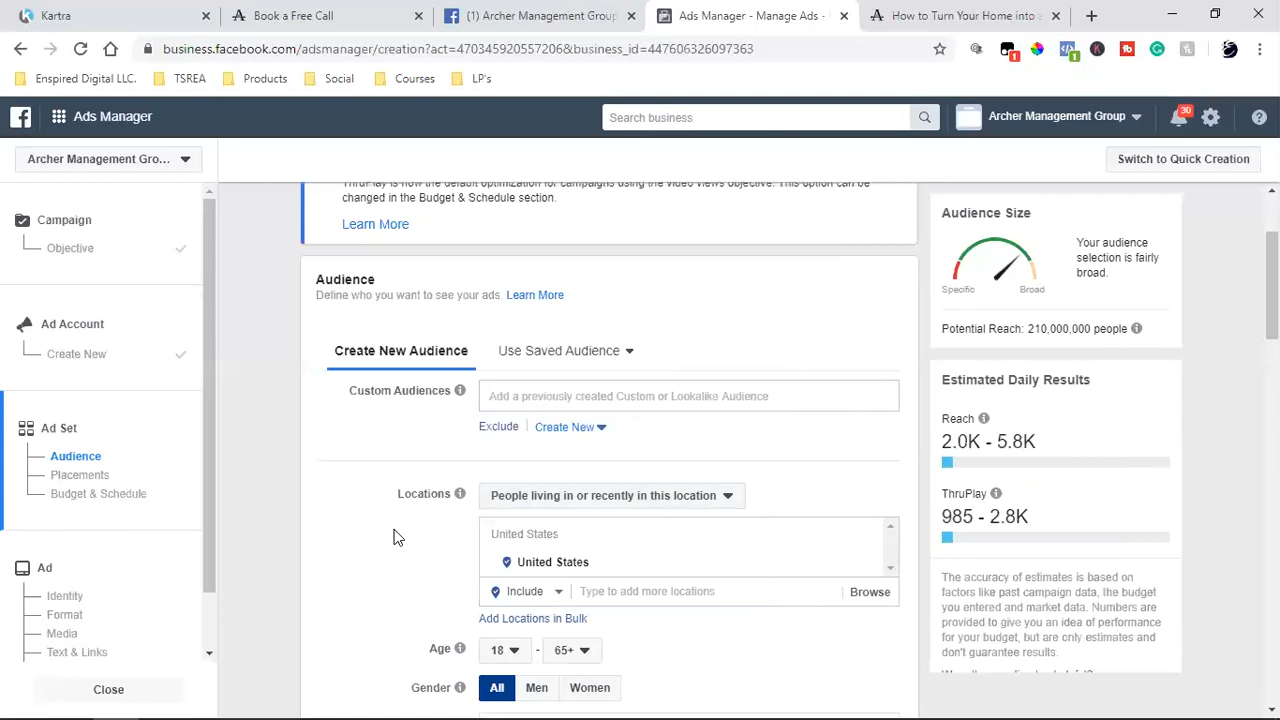 Kartra
Book a Free Call
(1) Archer Management Group
Ads Manager - Manage Ads -
How to Turn Your Home into a
business.facebook.com/adsmanager/creation?act=470345920557206&business_id=447606326097363
Enspired Digital LLC.
TSREA
Products
Social
Courses
LP's
Ads Manager
Search business
Archer Management Group
30
Archer Management Gro...
Switch to Quick Creation
Campaign
Objective
Ad Account
Create New
Ad Set
Audience
Placements
Budget & Schedule
Ad
Identity
Format
Media
Text & Links
Close
ThruPlay is now the default optimization for campaigns using the video views objective. This option can be
changed in the Budget & Schedule section.
Learn More
Audience
Define who you want to see your ads. Learn More
Create New Audience
Use Saved Audience
Custom Audiences
Add a previously created Custom or Lookalike Audience
Exclude
Create New
Locations
People living in or recently in this location
United States
United States
Include
Type to add more locations
Browse
Add Locations in Bulk
Age
18 - 65+
Gender
All
Men
Women
Audience Size
Your audience
selection is fairly
broad.
Specific
Broad
Potential Reach: 210,000,000 people
Estimated Daily Results
Reach
2.0K - 5.8K
ThruPlay
985 - 2.8K
The accuracy of estimates is based on
factors like past campaign data, the budget
you entered and market data. Numbers are
provided to give you an idea of performance
for your budget, but are only estimates and
don't guarantee results.